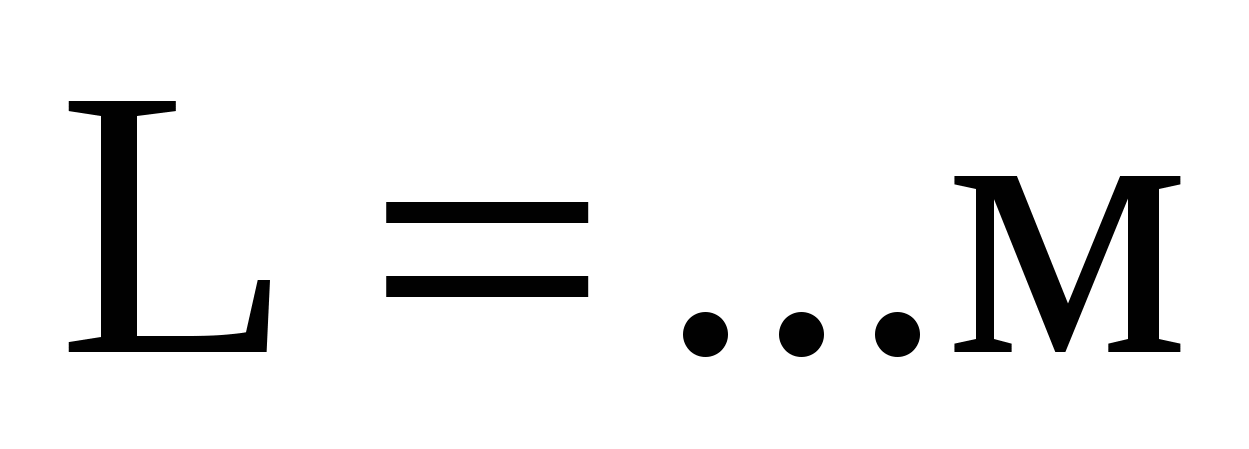 L = ...м